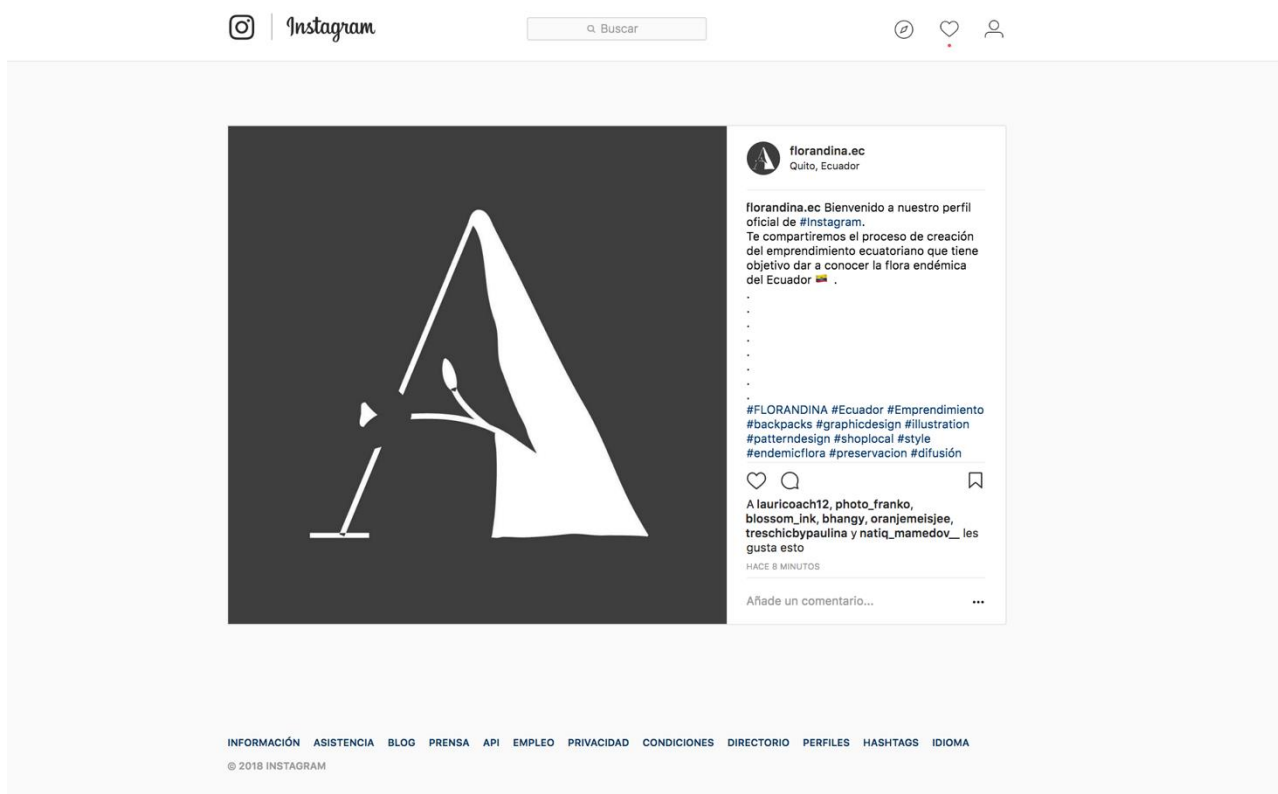 Instagram
Buscar
florandina.ec
Quito, Ecuador
florandina.ec Bienvenido a nuestro perfil
oficial de #Instagram.
Te compartiremos el proceso de creación
del emprendimiento ecuatoriano que tiene
objetivo dar a conocer la flora endémica
del Ecuador 🇪🇨 .
.
.
.
.
.
.
.
.
#FLORANDINA #Ecuador #Emprendimiento
#backpacks #graphicdesign #illustration
#patterndesign #shoplocal #style
#endemicflora #preservacion #difusión
A lauricoach12, photo_franko,
blossom_ink, bhangy, oranjemeisjee,
treschicbypaulina y natiq_mamedov__ les
gusta esto
HACE 8 MINUTOS
Añade un comentario...
INFORMACIÓN ASISTENCIA BLOG PRENSA API EMPLEO PRIVACIDAD CONDICIONES DIRECTORIO PERFILES HASHTAGS IDIOMA
© 2018 INSTAGRAM